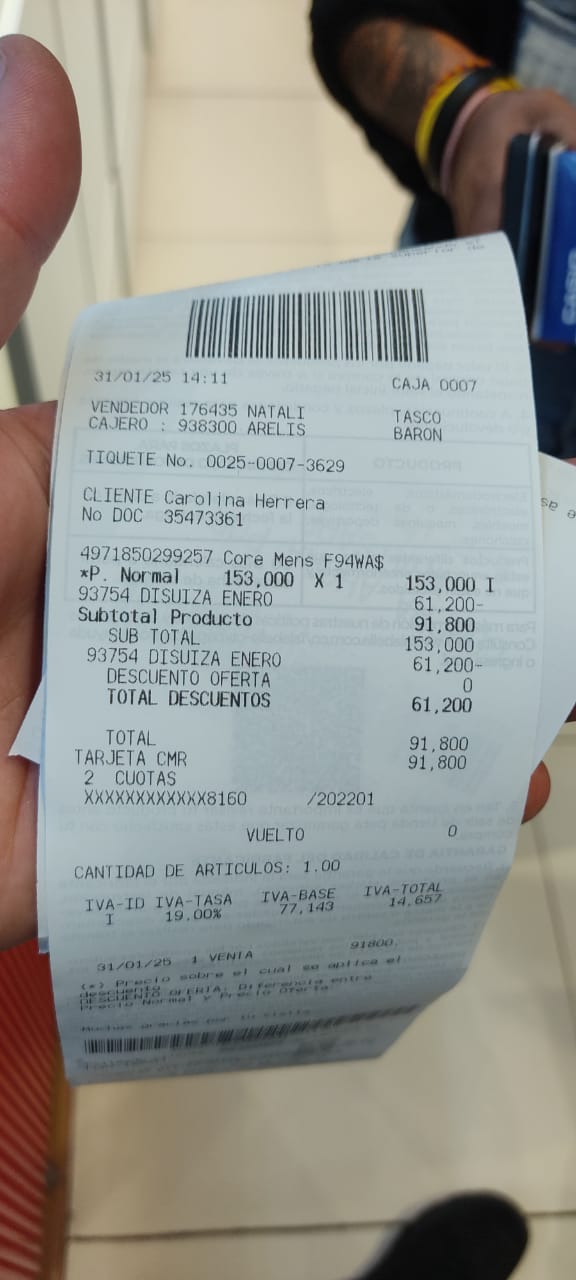 31/01/25 14:11 CAJA 0007
VENDEDOR 176435 NATALI TASCO
CAJERO : 938300 ARELIS BARON
TIQUETE No. 0025-0007-3629
CLIENTE Carolina Herrera
No DOC 35473361
4971850299257 Core Mens F94WA$
*P. Normal 153,000 X 1 153,000 I
93754 DISUIZA ENERO 61,200-
Subtotal Producto 91,800
SUB TOTAL 153,000
93754 DISUIZA ENERO 61,200-
DESCUENTO OFERTA 0
TOTAL DESCUENTOS 61,200
TOTAL 91,800
TARJETA CMR 91,800
2 CUOTAS
XXXXXXXXXXXX8160 /202201
VUELTO 0
CANTIDAD DE ARTICULOS: 1.00
IVA-ID IVA-TASA IVA-BASE IVA-TOTAL
I 19.00% 77,143 14,657
31/01/25 1 VENTA 91800.
(*) Precio sobre el cual se aplica el
descuento
DESCUENTO OFERTA: Diferencia entre
Precio Normal y Precio Oferta
Muchas gracias por tu visita
CASIO